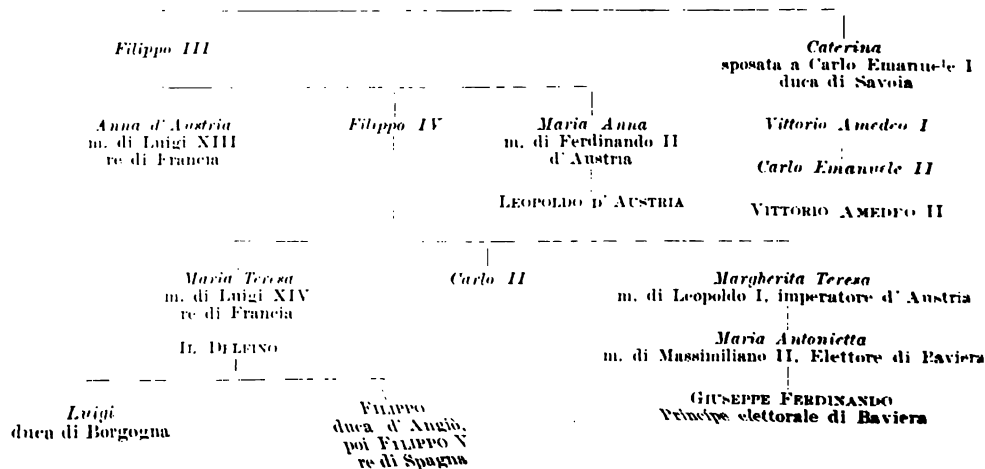 Filippo III
Caterina
sposata a Carlo Emanuele I
duca di Savoia
Anna d'Austria
m. di Luigi XIII
re di Francia
Filippo IV
Maria Anna
m. di Ferdinando II
d'Austria
Vittorio Amedeo I
Carlo Emanuele II
LEOPOLDO D'AUSTRIA
VITTORIO AMEDEO II
Maria Teresa
m. di Luigi XIV
re di Francia
Carlo II
Margherita Teresa
m. di Leopoldo I, imperatore d'Austria
IL DELFINO
Maria Antonietta
m. di Massimiliano II, Elettore di Baviera
Luigi
duca di Borgogna
FILIPPO
duca d'Angiò,
poi FILIPPO V
re di Spagna
GIUSEPPE FERDINANDO
Principe elettorale di Baviera